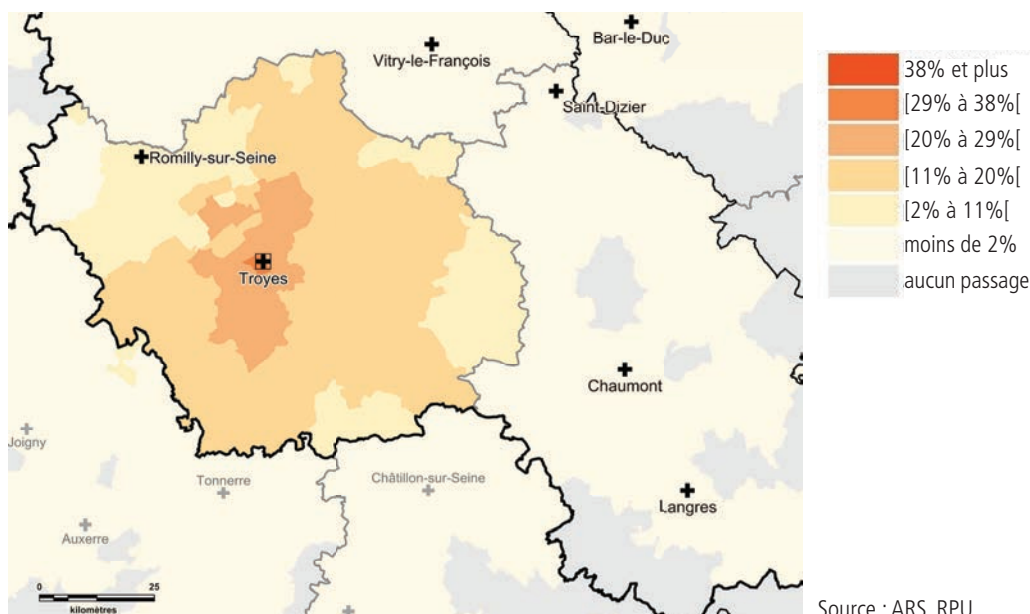 Bar-le-Duc
Vitry-le-François
Saint-Dizier
Romilly-sur-Seine
Troyes
Chaumont
Joigny
Tonnerre
Châtillon-sur-Seine
Langres
Auxerre
0 25
kilomètres
38% et plus
[29% à 38%[
[20% à 29%[
[11% à 20%[
[2% à 11%[
moins de 2%
aucun passage
Source : ARS, RPU.